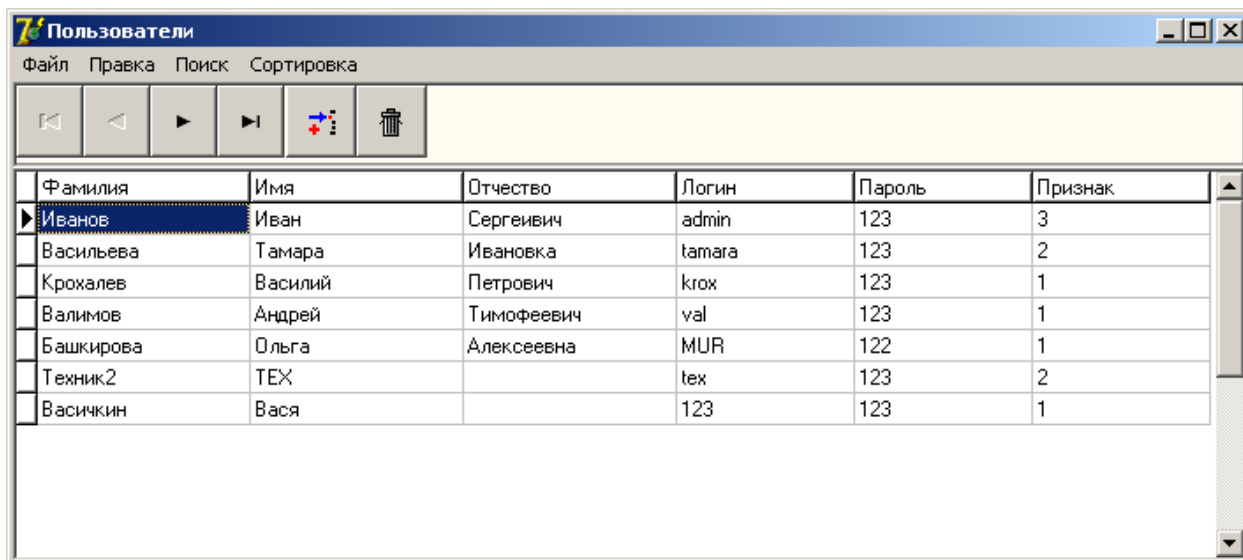 Пользователи
Файл Правка Поиск Сортировка
Фамилия Имя Отчество Логин Пароль Признак
Иванов Иван Сергеивич admin 123 3
Васильева Тамара Ивановка tamara 123 2
Крохалев Василий Петрович krox 123 1
Валимов Андрей Тимофеевич val 123 1
Башкирова Ольга Алексеевна MUR 122 1
Техник2 ТЕХ tex 123 2
Васичкин Вася 123 123 1